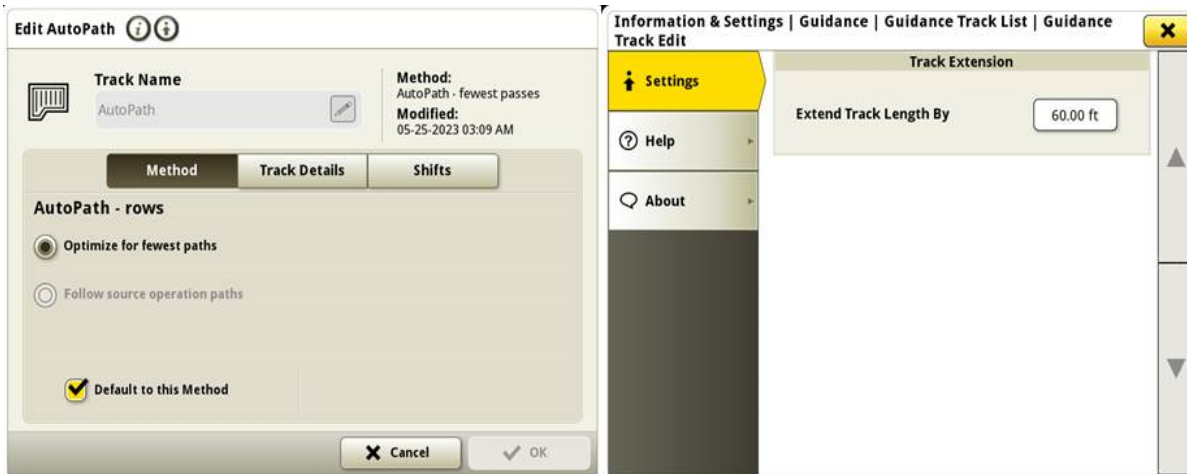 Edit AutoPath
Track Name
AutoPath
Method:
AutoPath - fewest passes
Modified:
05-25-2023 03:09 AM
Method
Track Details
Shifts
AutoPath - rows
Optimize for fewest paths
Follow source operation paths
Default to this Method
Cancel
OK
Information & Settings | Guidance | Guidance Track List | Guidance
Track Edit
Settings
Help
About
Track Extension
Extend Track Length By
60.00 ft